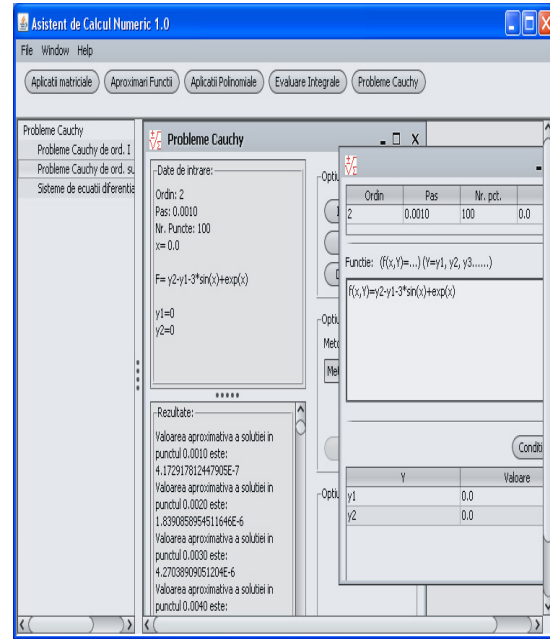 Asistent de Calcul Numeric 1.0
File Window Help
Aplicatii matriciale Aproximari Functii Aplicatii Polinomiale Evaluare Integrale Probleme Cauchy
Probleme Cauchy
Probleme Cauchy de ord. I
Probleme Cauchy de ord. su
Sisteme de ecuatii diferentia
Probleme Cauchy
Date de intrare:
Ordin: 2
Pas: 0.0010
Nr. Puncte: 100
x= 0.0
F= y2-y1-3*sin(x)+exp(x)
y1=0
y2=0
Rezultate:
Valoarea aproximativa a solutiei in
punctul 0.0010 este:
4.172917812447905E-7
Valoarea aproximativa a solutiei in
punctul 0.0020 este:
1.8390858954511646E-6
Valoarea aproximativa a solutiei in
punctul 0.0030 este:
4.27038909051204E-6
Valoarea aproximativa a solutiei in
punctul 0.0040 este:
Optiu
I
D
Optiu
Meto
Met
Optiu
Ordin Pas Nr. pct.
2 0.0010 100 0.0
Functie: (f(x,Y)=...) (Y=y1, y2, y3......)
f(x,Y)=y2-y1-3*sin(x)+exp(x)
Conditi
Y Valoare
y1 0.0
y2 0.0